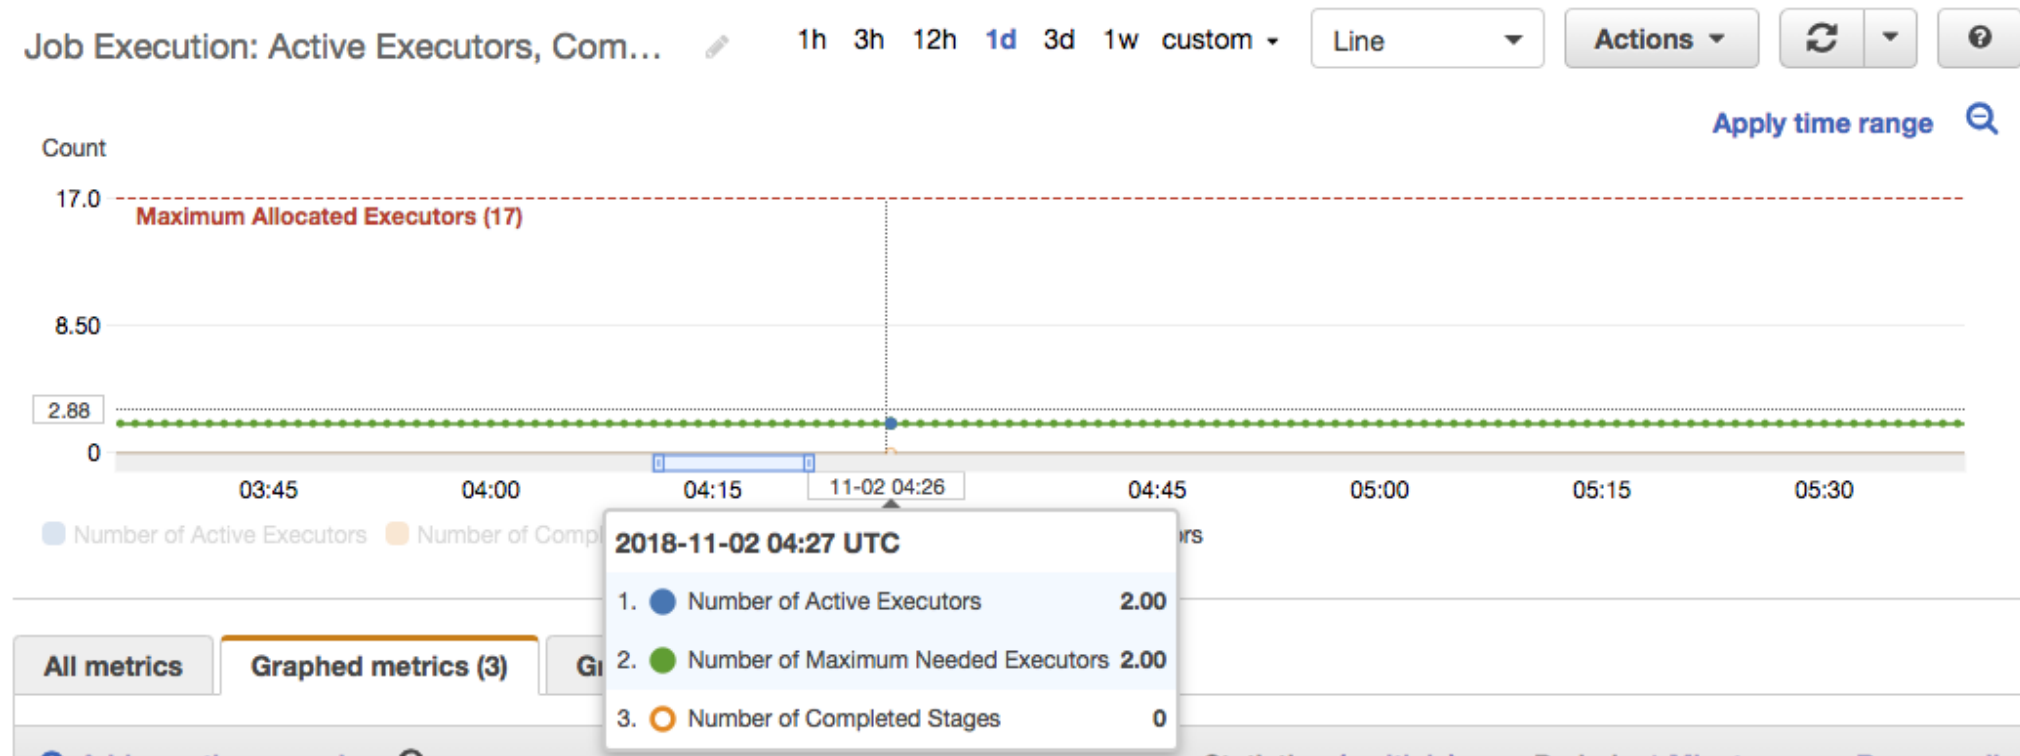 Job Execution: Active Executors, Com...
1h 3h 12h 1d 3d 1w custom
Line
Actions
?
Apply time range
Count
17.0
Maximum Allocated Executors (17)
8.50
2.88
0
03:45 04:00 04:15 11-02 04:26 04:45 05:00 05:15 05:30
Number of Active Executors Number of Compl
rs
2018-11-02 04:27 UTC
1. Number of Active Executors 2.00
2. Number of Maximum Needed Executors 2.00
3. Number of Completed Stages 0
All metrics Graphed metrics (3) G